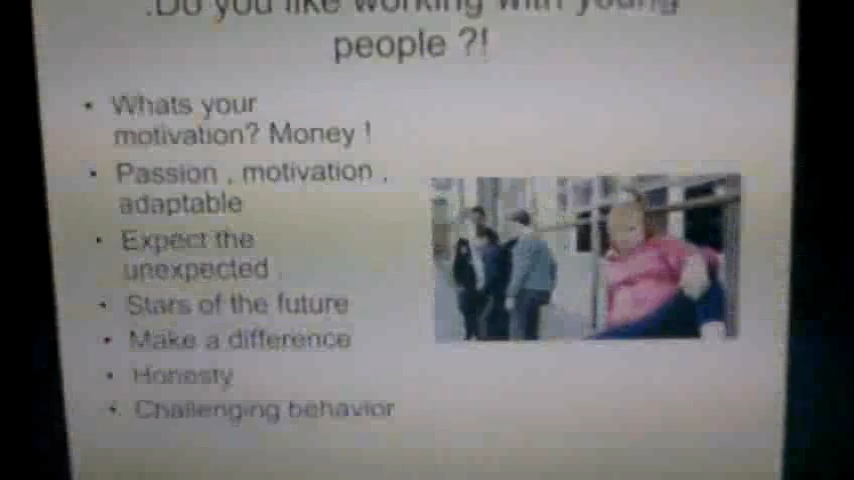 .Do you like working with young
people ?!
• Whats your
motivation? Money !
• Passion , motivation ,
adaptable
• Expect the
unexpected
• Stars of the future
• Make a difference
• Honesty
• Challenging behavior